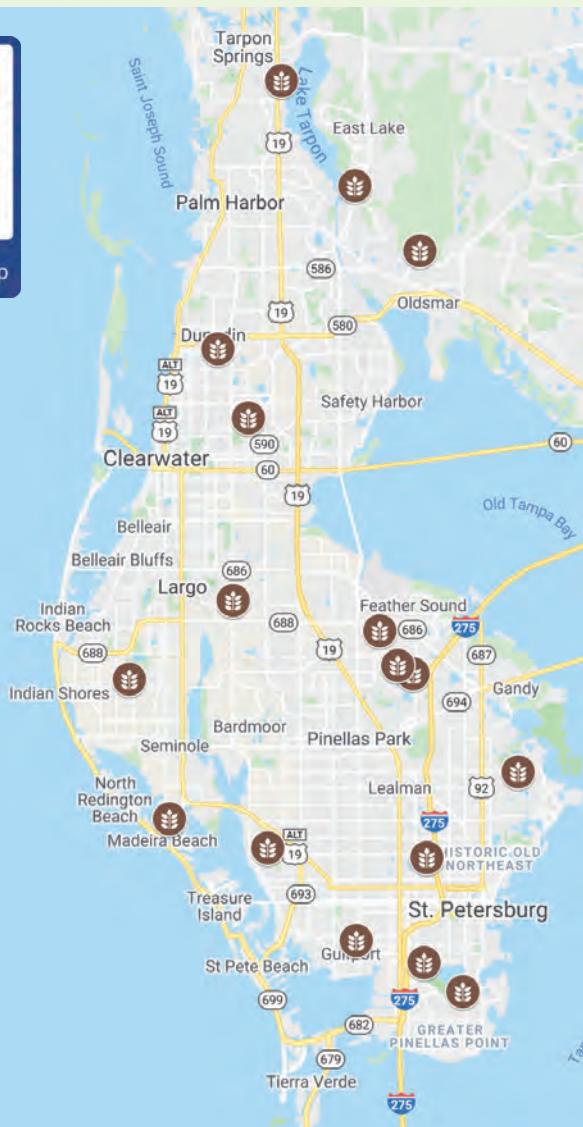 Tarpon
Springs
Saint Joseph Sound
Lake Tarpon
East Lake
19
Palm Harbor
p
586
Oldsmar
19
580
ALT
19
ALT
19
Safety Harbor
590
60
Clearwater
60
19
Old Tampa Bay
Belleair
Belleair Bluffs
686
Largo
Feather Sound
Indian
Rocks Beach
688
686
275
688
19
687
Indian Shores
694
Gandy
Bardmoor
Pinellas Park
Seminole
North
Redington
Beach
Lealman
92
275
Madeira Beach
ALT
19
NORTHEAST
693
Treasure
Island
St. Petersburg
St Pete Beach
699
275
682
GREATER
PINELLAS POINT
679
Tierra Verde
275